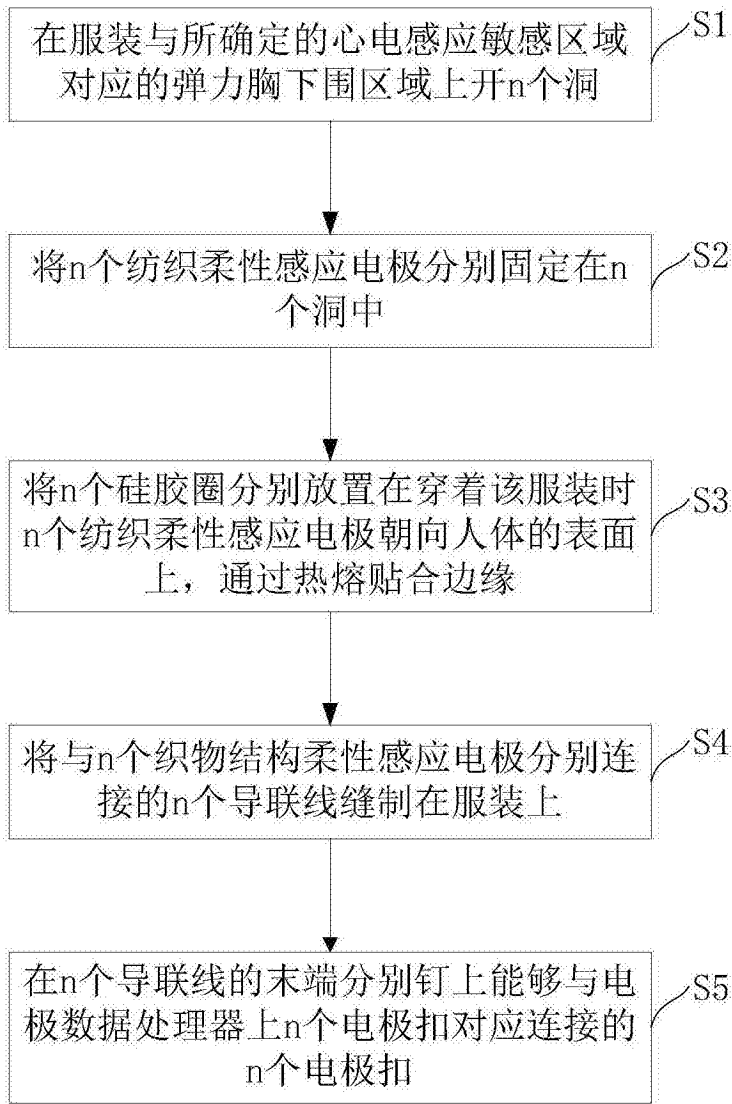 在服装与所确定的心电感应敏感区域
对应的弹力胸下围区域上开n个洞
S1
将n个纺织柔性感应电极分别固定在n
个洞中
S2
将n个硅胶圈分别放置在穿着该服装时
n个纺织柔性感应电极朝向人体的表面
上，通过热熔贴合边缘
S3
将与n个织物结构柔性感应电极分别连
接的n个导联线缝制在服装上
S4
在n个导联线的末端分别钉上能够与电
极数据处理器上n个电极扣对应连接的
n个电极扣
S5